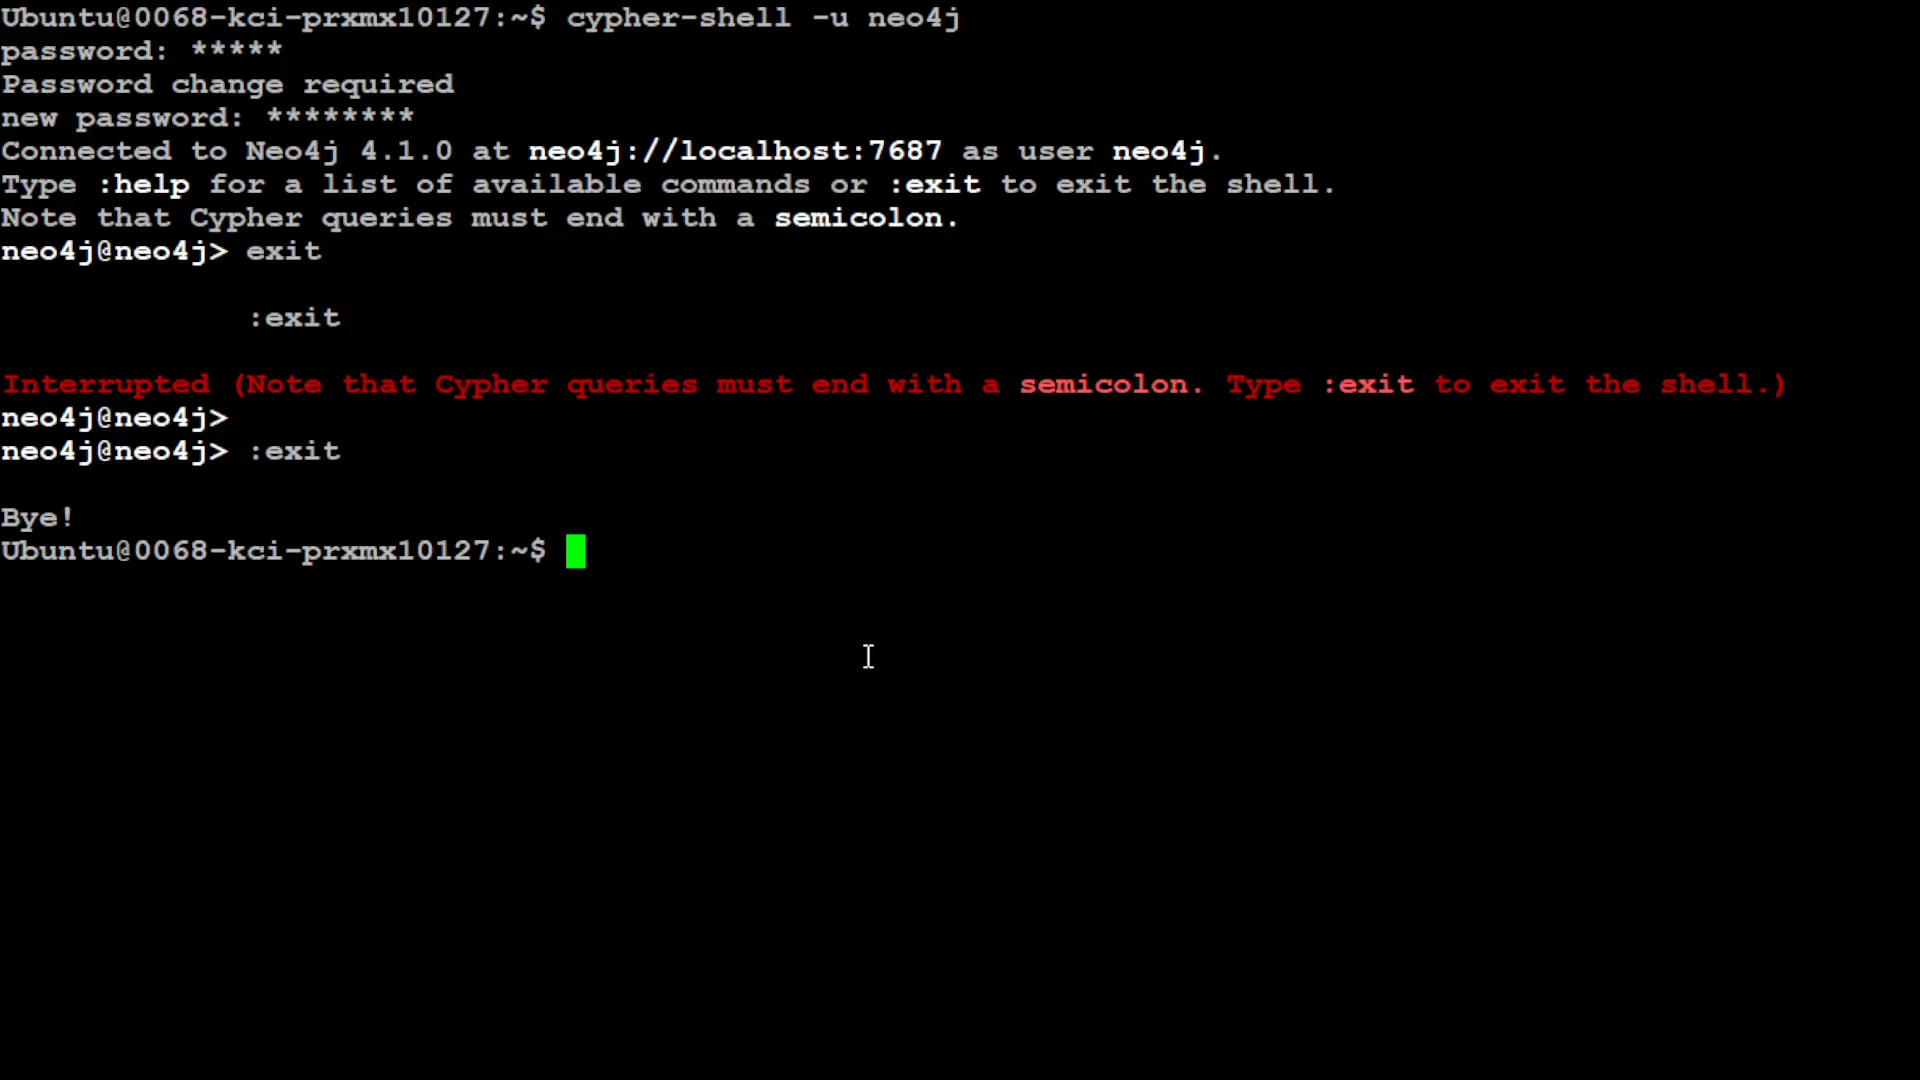 Ubuntu@0068-kci-prxmx10127:~$ cypher-shell -u neo4j
password: *****
Password change required
new password: ********
Connected to Neo4j 4.1.0 at neo4j://localhost:7687 as user neo4j.
Type :help for a list of available commands or :exit to exit the shell.
Note that Cypher queries must end with a semicolon.
neo4j@neo4j> exit
:exit
Interrupted (Note that Cypher queries must end with a semicolon. Type :exit to exit the shell.)
neo4j@neo4j>
neo4j@neo4j> :exit
Bye!
Ubuntu@0068-kci-prxmx10127:~$